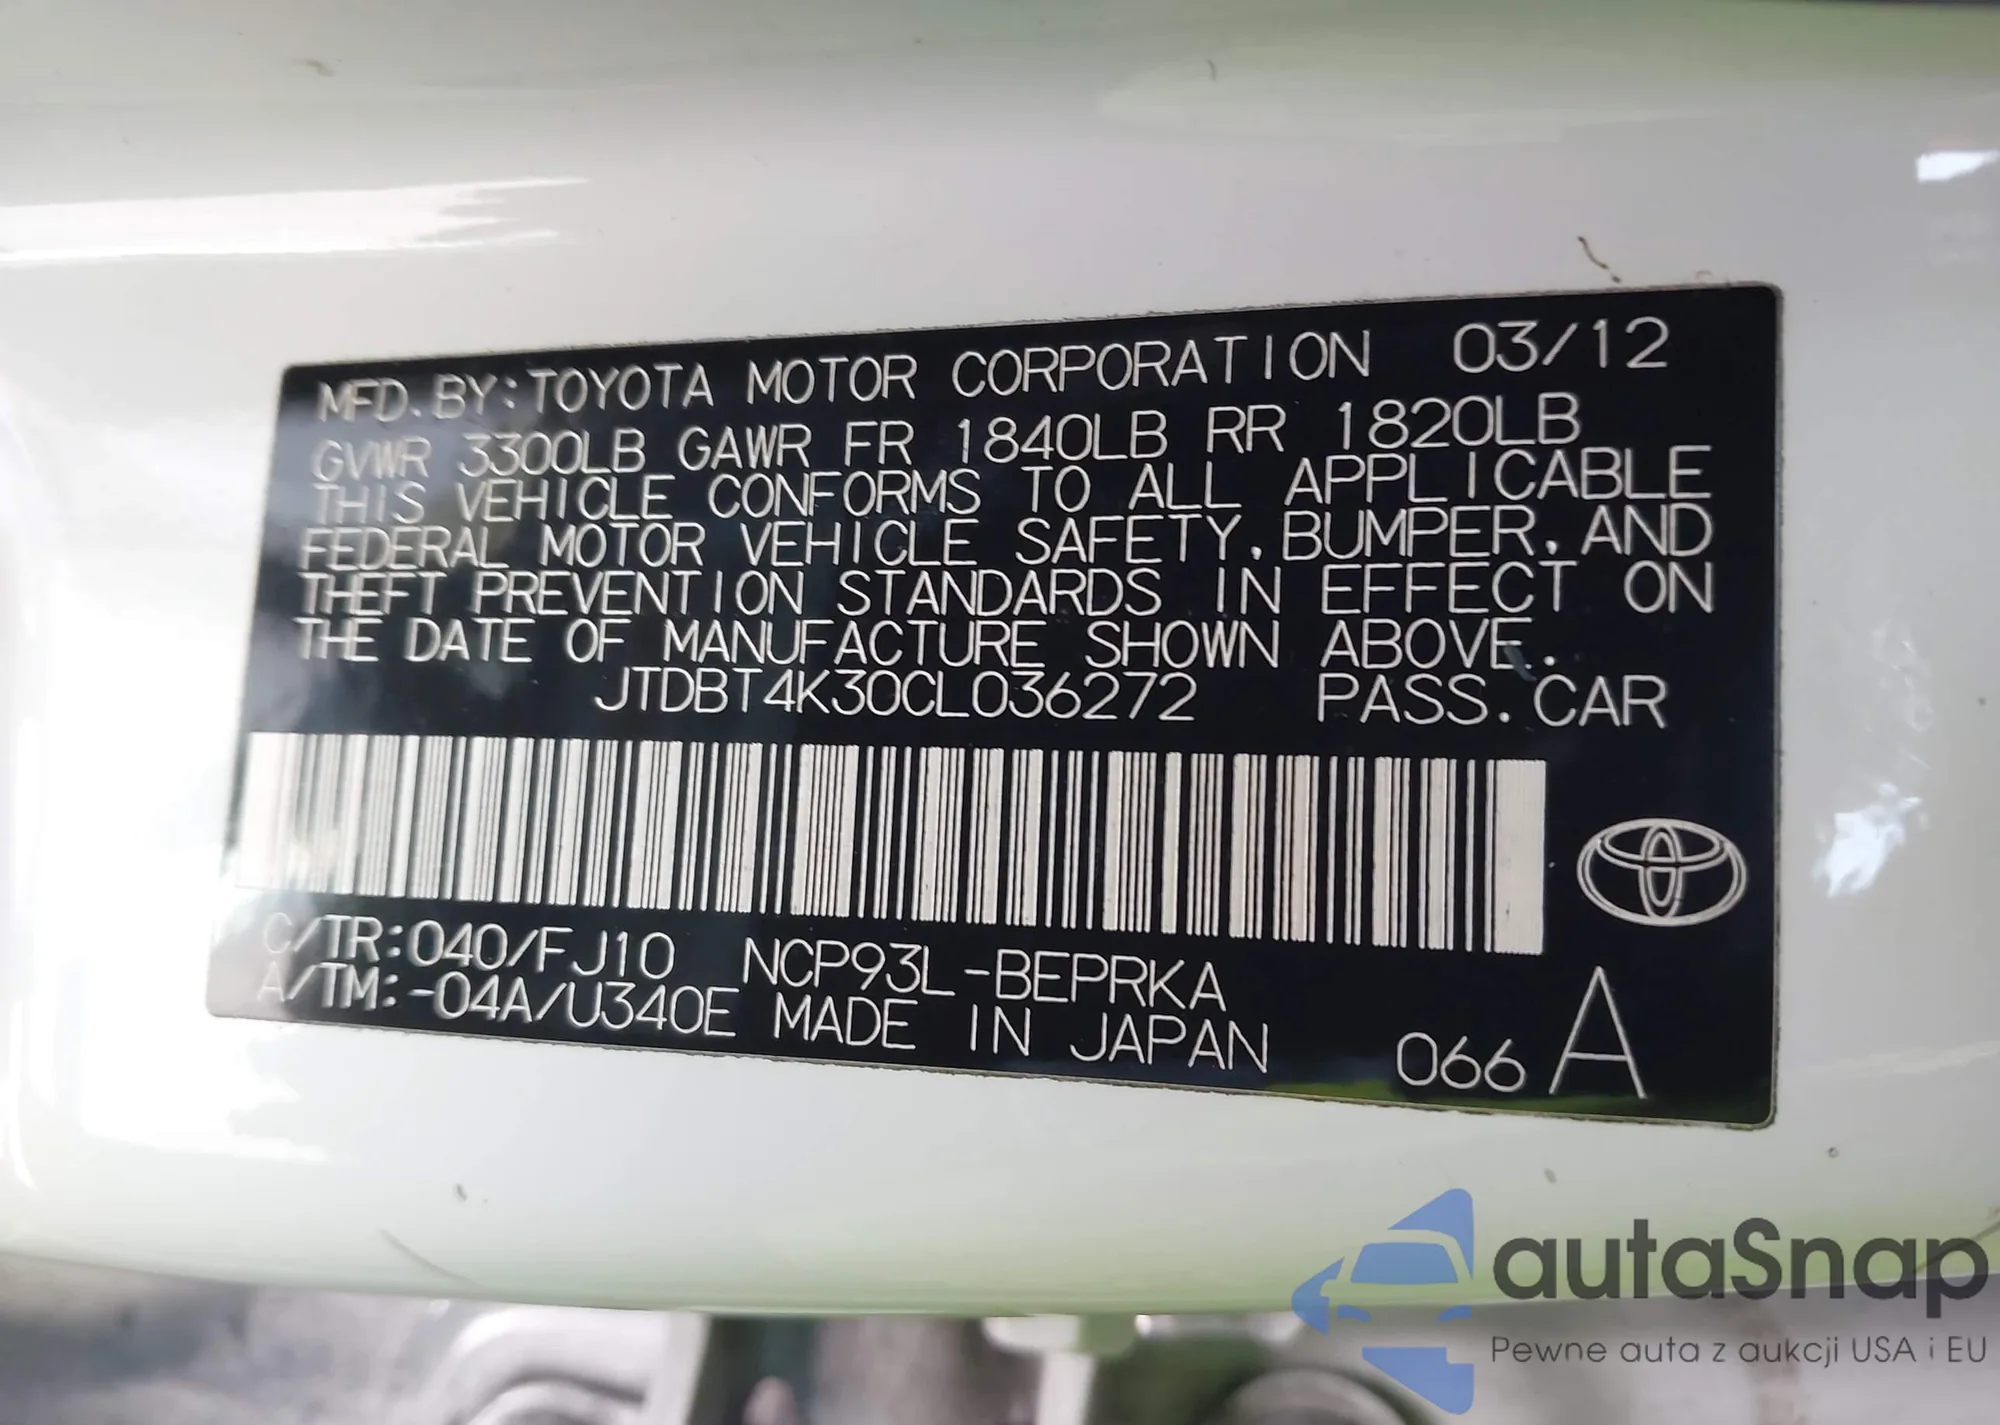 MFD. BY: TOYOTA MOTOR CORPORATION 03/12
GVWR 3300LB GAWR FR 1840LB RR 1820LB
THIS VEHICLE CONFORMS TO ALL APPLICABLE
FEDERAL MOTOR VEHICLE SAFETY, BUMPER, AND
THEFT PREVENTION STANDARDS IN EFFECT ON
THE DATE OF MANUFACTURE SHOWN ABOVE.
JTDBT4K30CL036272 PASS. CAR
C/TR:040/FJ10 NCP93L-BEPRKA
A/TM:-04A/U340E MADE IN JAPAN 066 A
autaSnap
Pewne auta z aukcji USA i EU